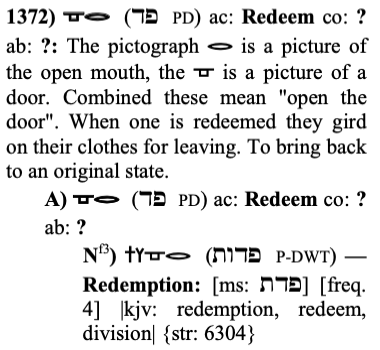 1372) (פד PD) ac: Redeem co: ?
ab: ?: The pictograph is a picture of
the open mouth, the is a picture of a
door. Combined these mean "open the
door". When one is redeemed they gird
on their clothes for leaving. To bring back
to an original state.
A) (פד PD) ac: Redeem co: ?
ab: ?
N^f3) (פדות P-DWT) —
Redemption: [ms: פדת] [freq.
4] |kjv: redemption, redeem,
division| {str: 6304}